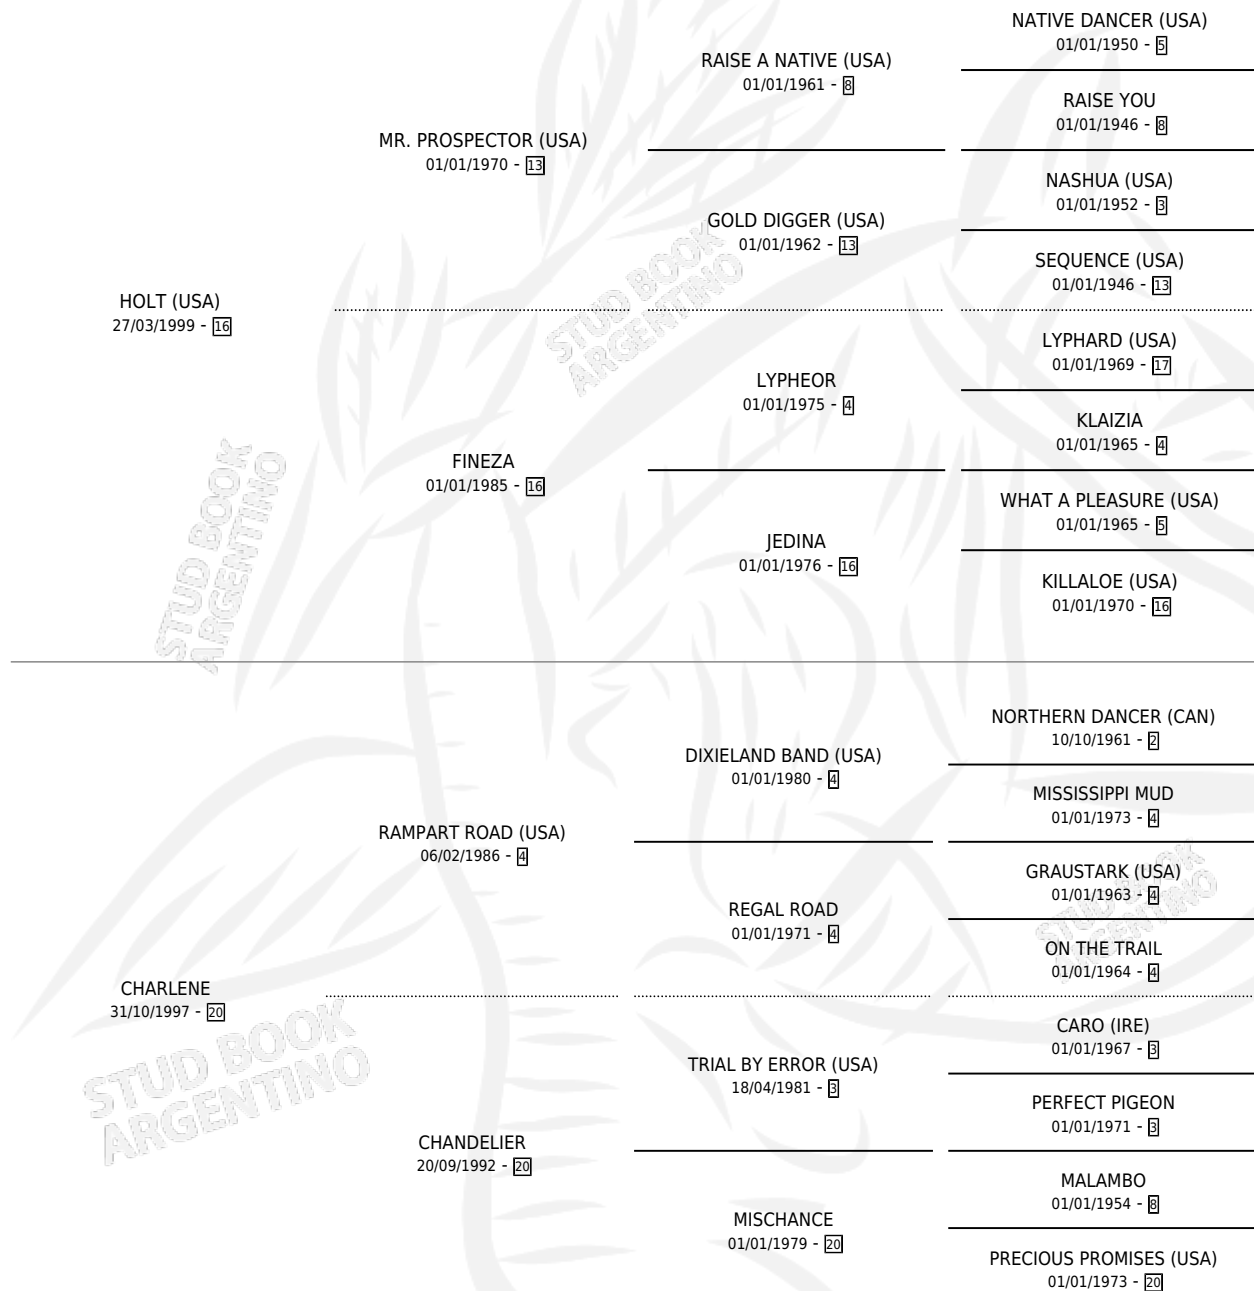 NATIVE DANCER (USA)
01/01/1950 - 5
RAISE A NATIVE (USA)
01/01/1961 - 8
RAISE YOU
01/01/1946 - 8
MR. PROSPECTOR (USA)
01/01/1970 - 13
NASHUA (USA)
01/01/1952 - 3
GOLD DIGGER (USA)
01/01/1962 - 13
SEQUENCE (USA)
01/01/1946 - 13
HOLT (USA)
27/03/1999 - 16
STUD BOOK
ARGENTINO
LYPHARD (USA)
01/01/1969 - 17
LYPHEOR
01/01/1975 - 4
KLAIZIA
01/01/1965 - 4
FINEZA
01/01/1985 - 16
WHAT A PLEASURE (USA)
01/01/1965 - 5
JEDINA
01/01/1976 - 16
KILLALOE (USA)
01/01/1970 - 16
STUD BOOK
ARGENTINO
NORTHERN DANCER (CAN)
10/10/1961 - 2
DIXIELAND BAND (USA)
01/01/1980 - 4
MISSISSIPPI MUD
01/01/1973 - 4
RAMPART ROAD (USA)
06/02/1986 - 4
GRAUSTARK (USA)
01/01/1963 - 4
REGAL ROAD
01/01/1971 - 4
ON THE TRAIL
01/01/1964 - 4
STUD BOOK
ARGENTINO
CHARLENE
31/10/1997 - 20
CARO (IRE)
01/01/1967 - 3
TRIAL BY ERROR (USA)
18/04/1981 - 3
PERFECT PIGEON
01/01/1971 - 3
STUD BOOK
ARGENTINO
CHANDELIER
20/09/1992 - 20
MALAMBO
01/01/1954 - 8
MISCHANCE
01/01/1979 - 20
PRECIOUS PROMISES (USA)
01/01/1973 - 20